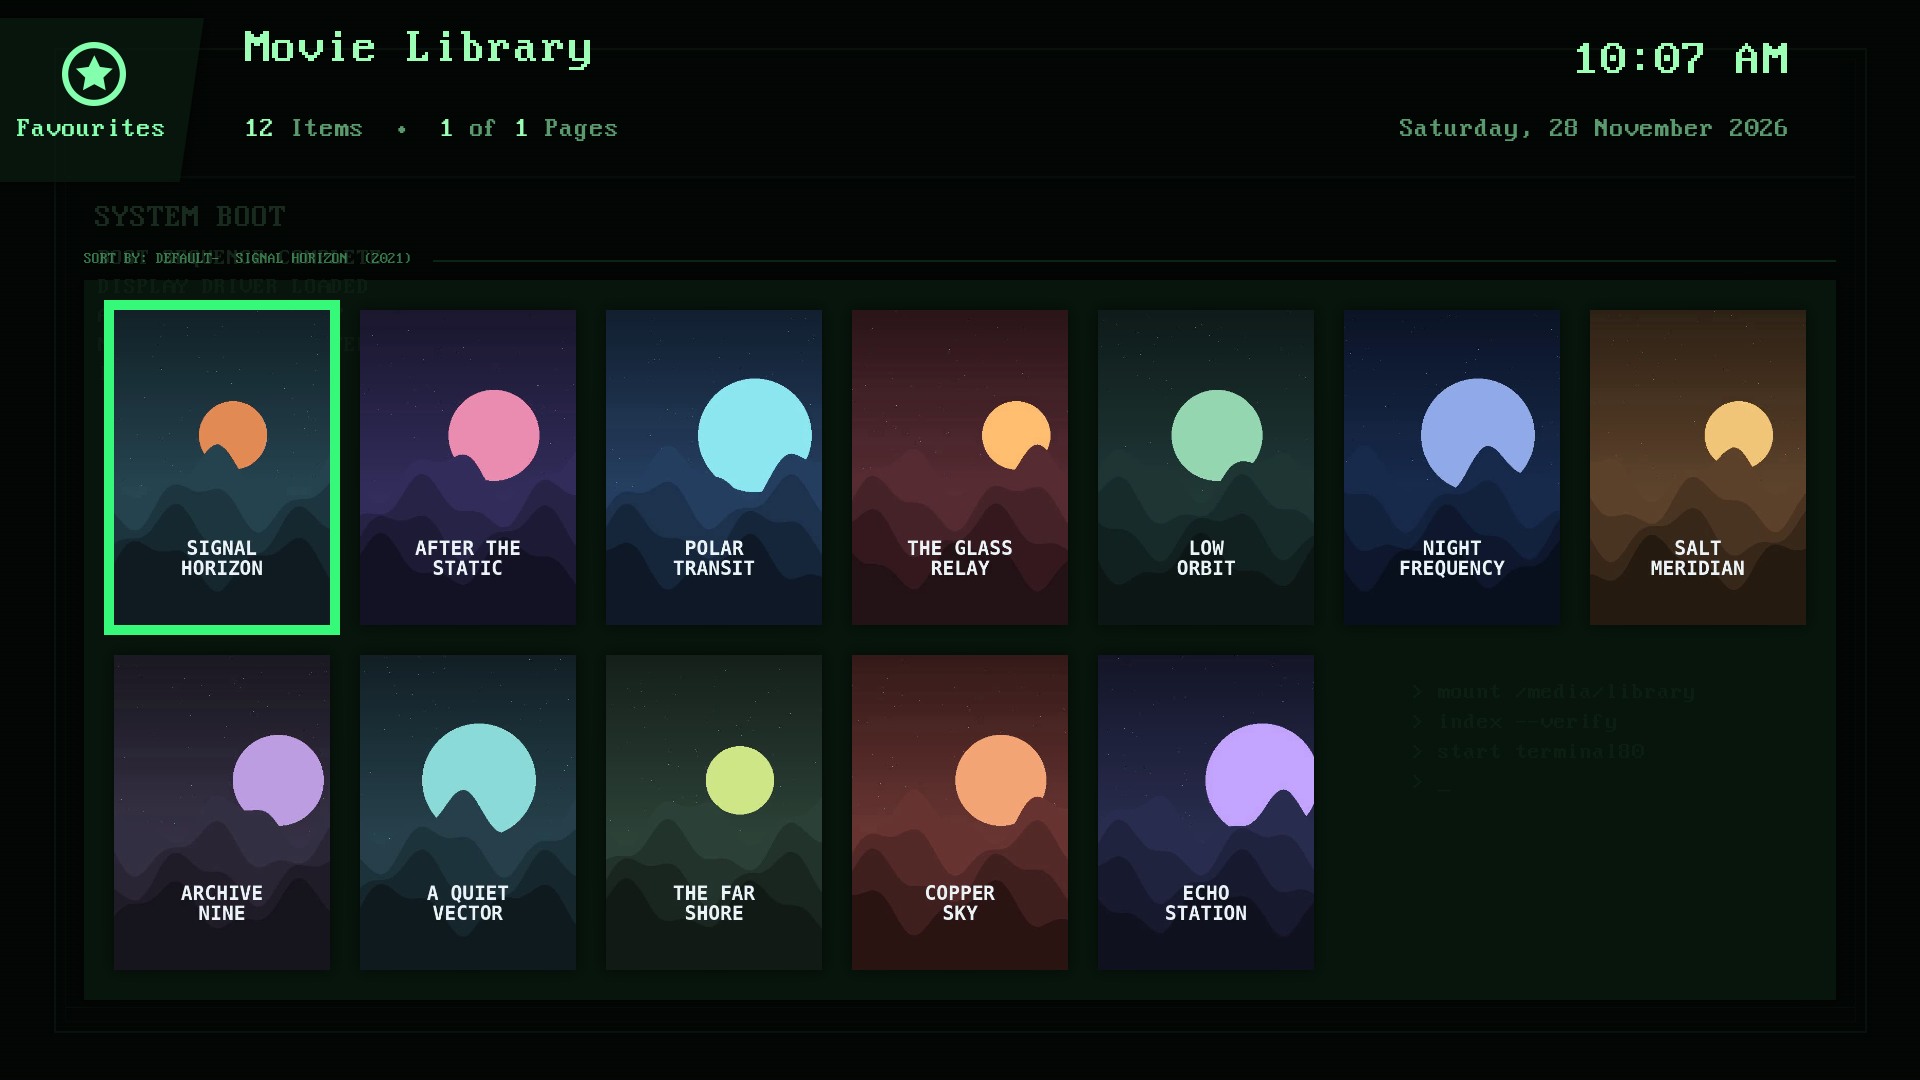 Movie Library
10:07 AM
Favourites
12 Items • 1 of 1 Pages
Saturday, 28 November 2026
SYSTEM BOOT
SORT BY: DEFAULT- SIGNAL HORIZON (2021)
DISPLAY DRIVER LOADED
SIGNAL
HORIZON
AFTER THE
STATIC
POLAR
TRANSIT
THE GLASS
RELAY
LOW
ORBIT
NIGHT
FREQUENCY
SALT
MERIDIAN
ARCHIVE
NINE
A QUIET
VECTOR
THE FAR
SHORE
COPPER
SKY
ECHO
STATION
> mount /media/library
> index --verify
> start terminal80
> _